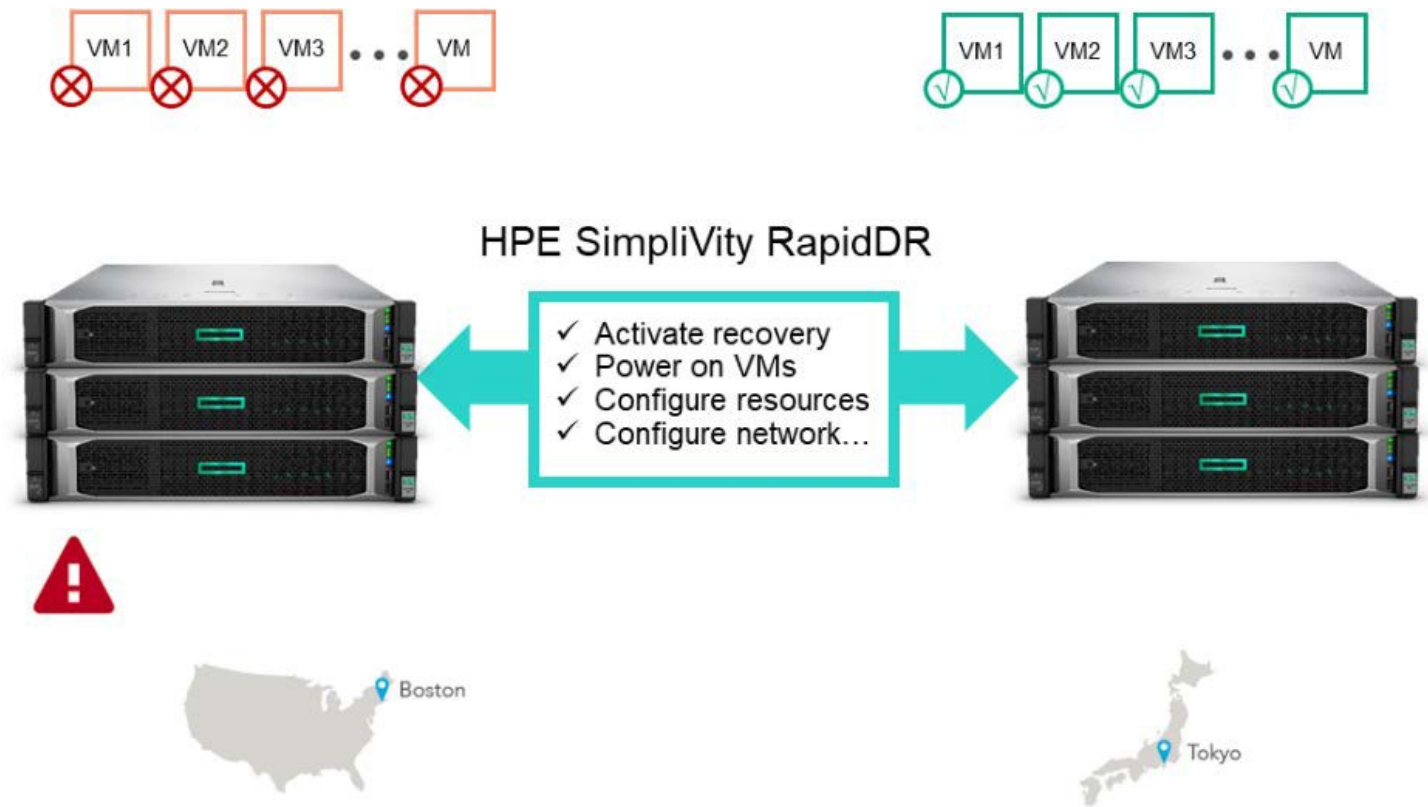 VM1 VM2 VM3 ... VM
VM1 VM2 VM3 ... VM
HPE SimpliVity RapidDR
✓ Activate recovery
✓ Power on VMs
✓ Configure resources
✓ Configure network…
Boston
Tokyo